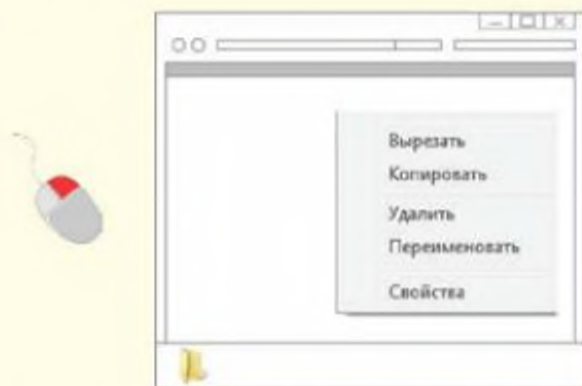 Вырезать
Копировать
Удалить
Переименовать
Свойства